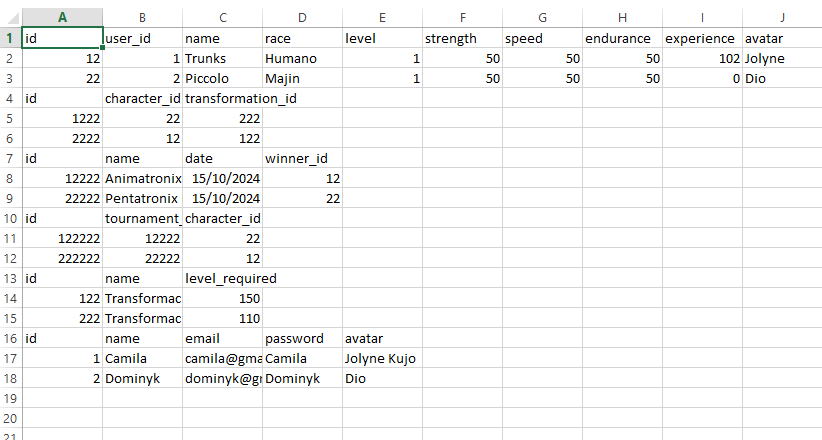 A B C D E F G H I J
1 id user_id name race level strength speed endurance experience avatar
2 12 1 Trunks Humano 1 50 50 50 102 Jolyne
3 22 2 Piccolo Majin 1 50 50 50 0 Dio
4 id character_id transformation_id
5 1222 22 222
6 2222 12 122
7 id name date winner_id
8 12222 Animatronix 15/10/2024 12
9 22222 Pentatronix 15/10/2024 22
10 id tournament_ character_id
11 122222 12222 22
12 222222 22222 12
13 id name level_required
14 122 Transformac 150
15 222 Transformac 110
16 id name email password avatar
17 1 Camila camila@gma Camila Jolyne Kujo
18 2 Dominyk dominyk@gr Dominyk Dio
19
20
21